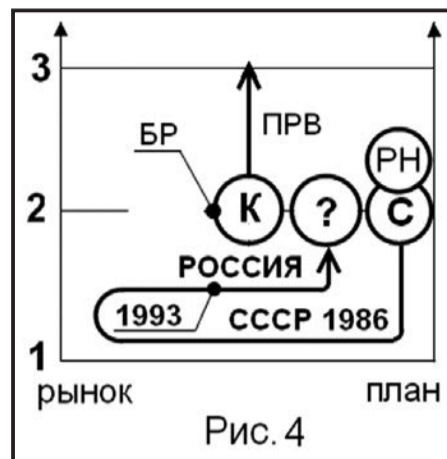 3
ПРВ
БР
РН
2
К
?
С
РОССИЯ
1993
СССР 1986
1
рынок
план
Рис. 4